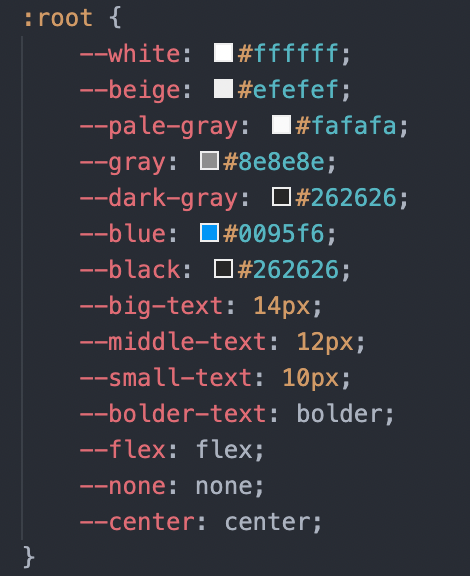 :root {
--white: #ffffff;
--beige: #efefef;
--pale-gray: #fafafa;
--gray: #8e8e8e;
--dark-gray: #262626;
--blue: #0095f6;
--black: #262626;
--big-text: 14px;
--middle-text: 12px;
--small-text: 10px;
--bolder-text: bolder;
--flex: flex;
--none: none;
--center: center;
}